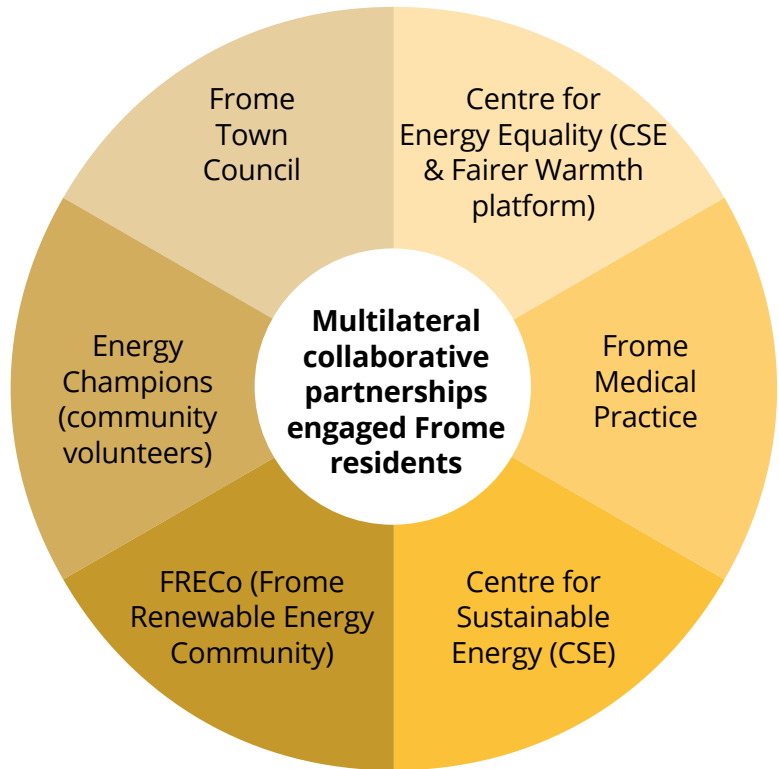 Frome
Town
Council
Centre for
Energy Equality (CSE
& Fairer Warmth
platform)
Energy
Champions
(community
volunteers)
Multilateral
collaborative
partnerships
engaged Frome
residents
Frome
Medical
Practice
FRECo (Frome
Renewable Energy
Community)
Centre for
Sustainable
Energy (CSE)